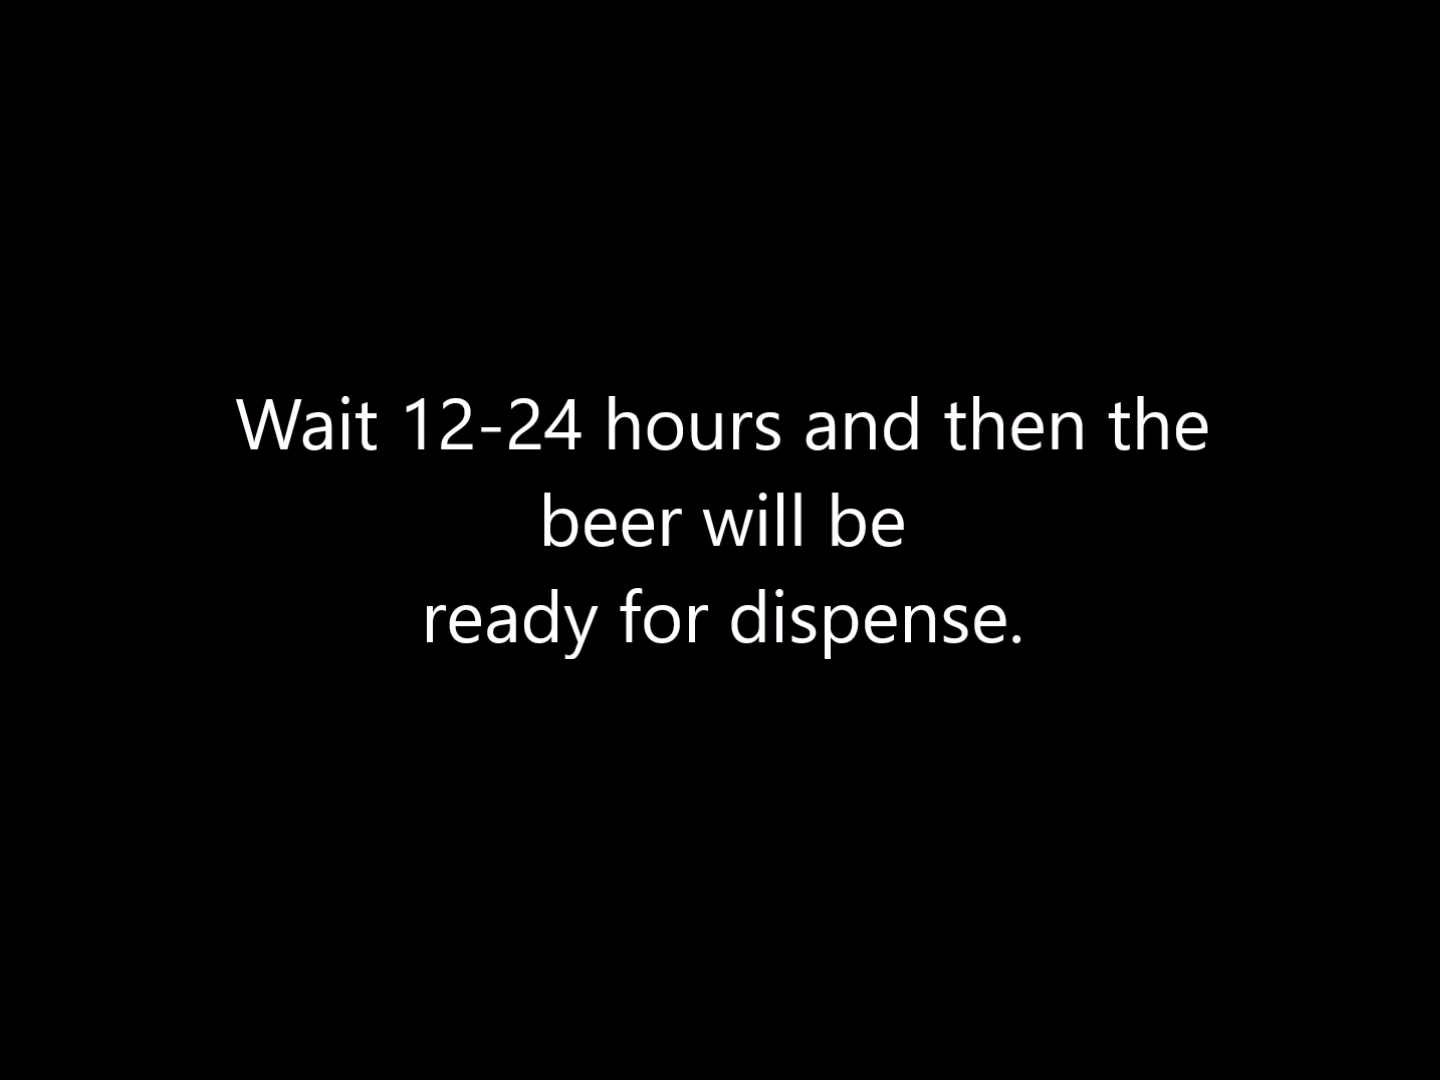 Wait 12-24 hours and then the
beer will be
ready for dispense.